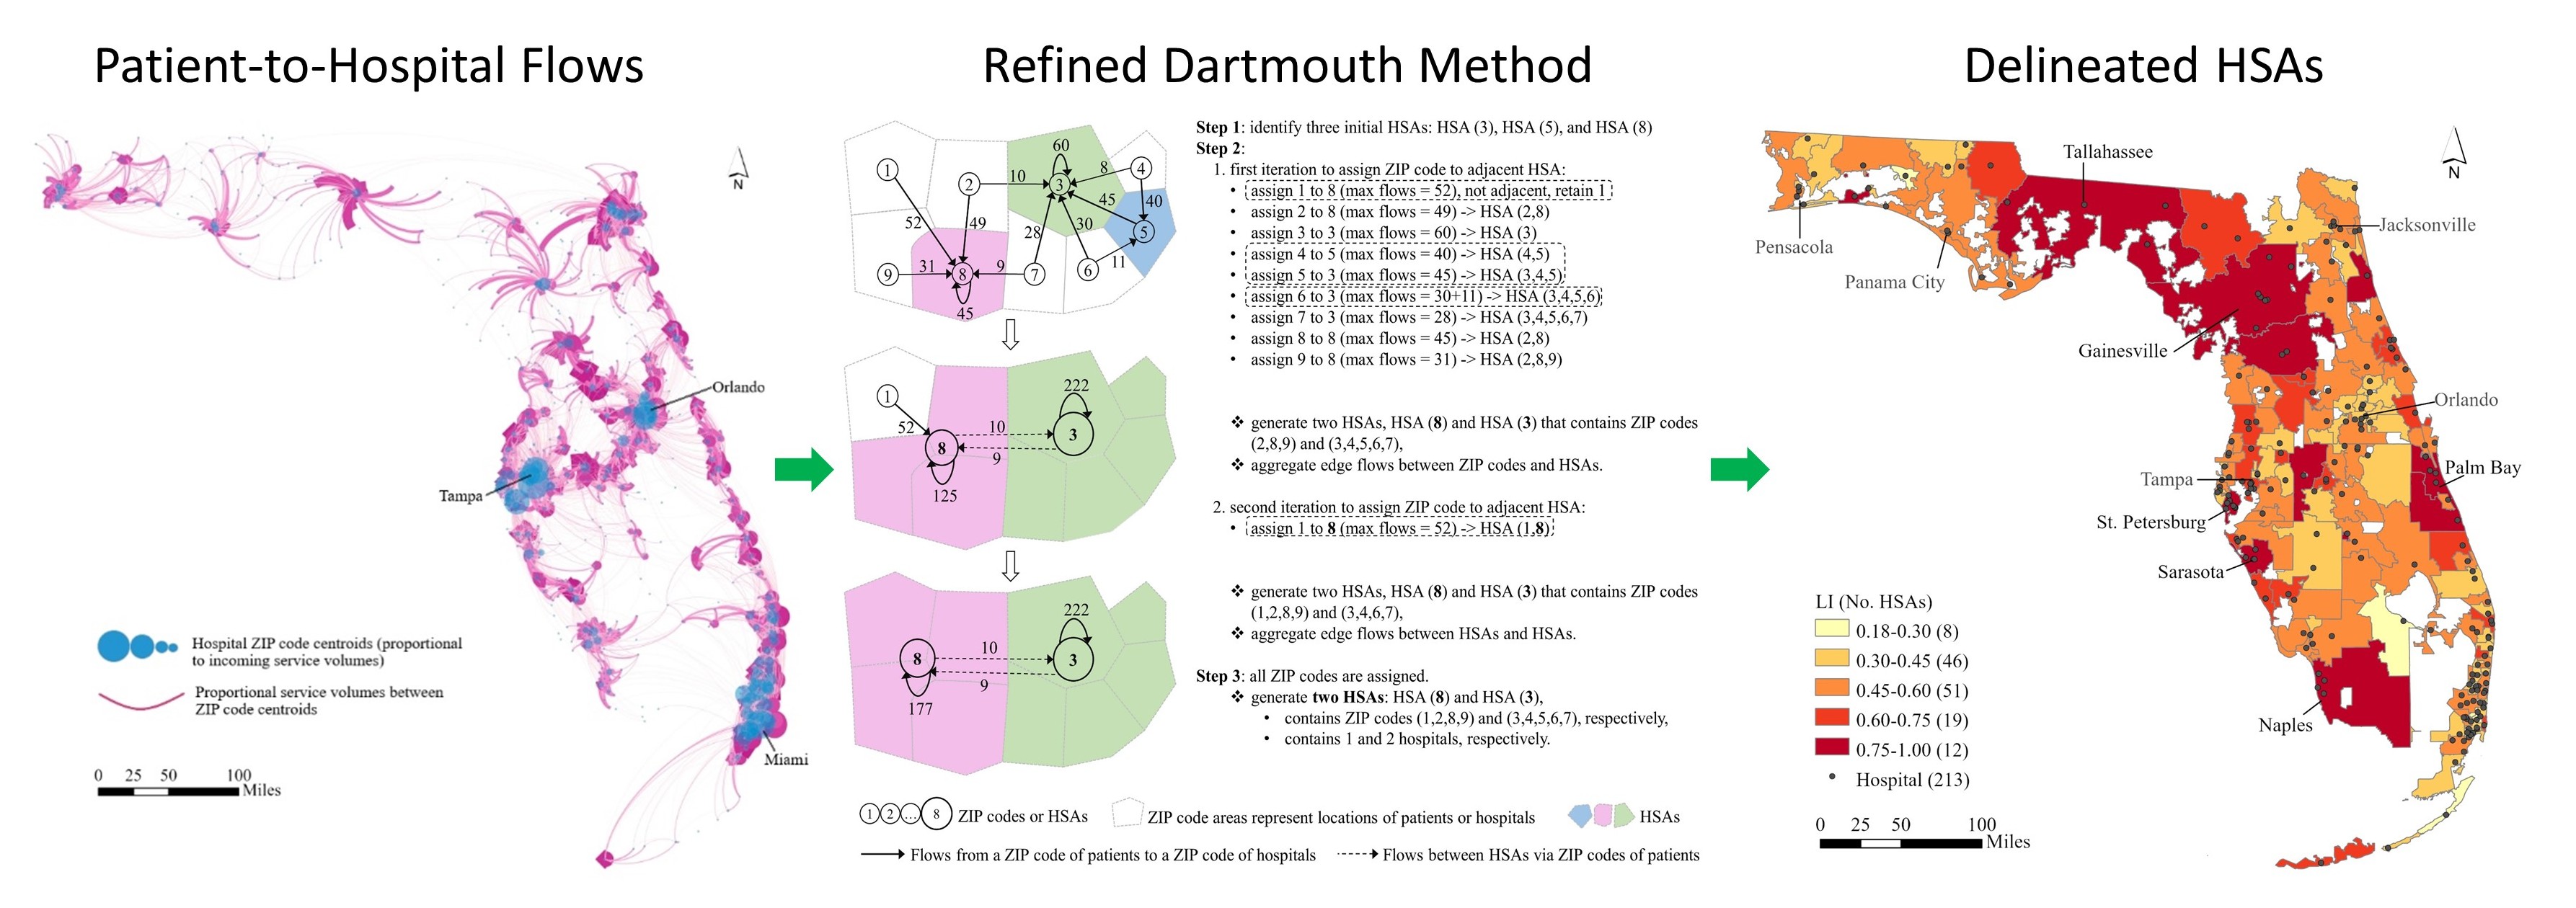 Patient-to-Hospital Flows
N
Orlando
Tampa
Miami
Hospital ZIP code centroids (proportional
to incoming service volumes)
Proportional service volumes between
ZIP code centroids
0 25 50 100
Miles
Refined Dartmouth Method
1
2
3
4
5
6
7
8
9
60
10
8
45
40
52
49
28
30
11
31
9
45
1
52
8
3
10
9
125
222
8
3
10
9
177
222
Step 1: identify three initial HSAs: HSA (3), HSA (5), and HSA (8)
Step 2:
1. first iteration to assign ZIP code to adjacent HSA:
• assign 1 to 8 (max flows = 52), not adjacent, retain 1
• assign 2 to 8 (max flows = 49) -> HSA (2,8)
• assign 3 to 3 (max flows = 60) -> HSA (3)
• assign 4 to 5 (max flows = 40) -> HSA (4,5)
• assign 5 to 3 (max flows = 45) -> HSA (3,4,5)
• assign 6 to 3 (max flows = 30+11) -> HSA (3,4,5,6)
• assign 7 to 3 (max flows = 28) -> HSA (3,4,5,6,7)
• assign 8 to 8 (max flows = 45) -> HSA (2,8)
• assign 9 to 8 (max flows = 31) -> HSA (2,8,9)
❖ generate two HSAs, HSA (8) and HSA (3) that contains ZIP codes
(2,8,9) and (3,4,5,6,7),
❖ aggregate edge flows between ZIP codes and HSAs.
2. second iteration to assign ZIP code to adjacent HSA:
• assign 1 to 8 (max flows = 52) -> HSA (1,8)
❖ generate two HSAs, HSA (8) and HSA (3) that contains ZIP codes
(1,2,8,9) and (3,4,6,7),
❖ aggregate edge flows between HSAs and HSAs.
Step 3: all ZIP codes are assigned.
❖ generate two HSAs: HSA (8) and HSA (3),
• contains ZIP codes (1,2,8,9) and (3,4,5,6,7), respectively,
• contains 1 and 2 hospitals, respectively.
1 2 ... 8 ZIP codes or HSAs
ZIP code areas represent locations of patients or hospitals
HSAs
Flows from a ZIP code of patients to a ZIP code of hospitals
Flows between HSAs via ZIP codes of patients
Delineated HSAs
N
Tallahassee
Jacksonville
Pensacola
Panama City
Gainesville
Orlando
Tampa
Palm Bay
St. Petersburg
Sarasota
Naples
LI (No. HSAs)
0.18-0.30 (8)
0.30-0.45 (46)
0.45-0.60 (51)
0.60-0.75 (19)
0.75-1.00 (12)
Hospital (213)
0 25 50 100
Miles